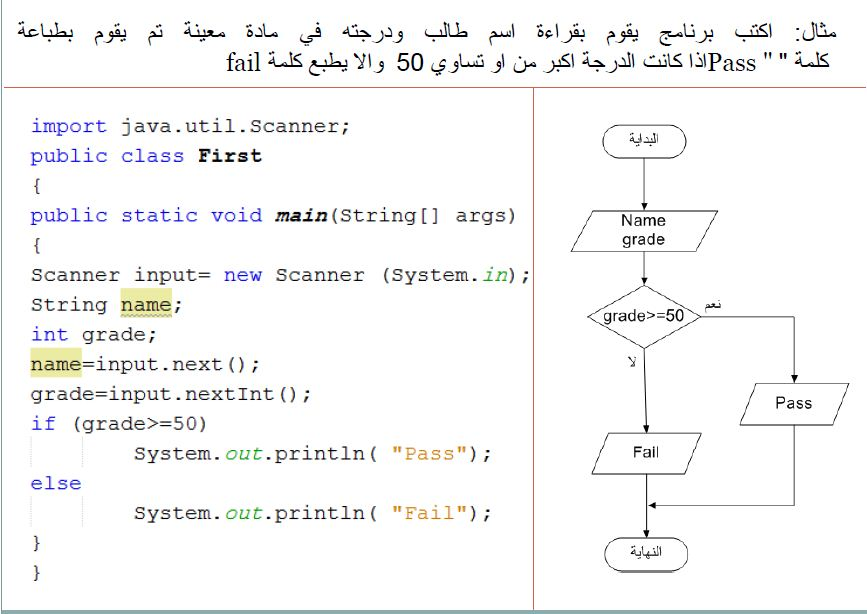 مثال: اكتب برنامج يقوم بقراءة اسم طالب ودرجته في مادة معينة تم يقوم بطباعة
كلمة " " Passاذا كانت الدرجة اكبر من او تساوي 50 والا يطبع كلمة fail
import java.util.Scanner;
public class First
{
public static void main(String[] args)
{
Scanner input= new Scanner (System.in);
String name;
int grade;
name=input.next();
grade=input.nextInt();
if (grade>=50)
System.out.println( "Pass");
else
System.out.println( "Fail");
}
}
البداية
Name
grade
grade>=50
نعم
لا
Pass
Fail
النهاية